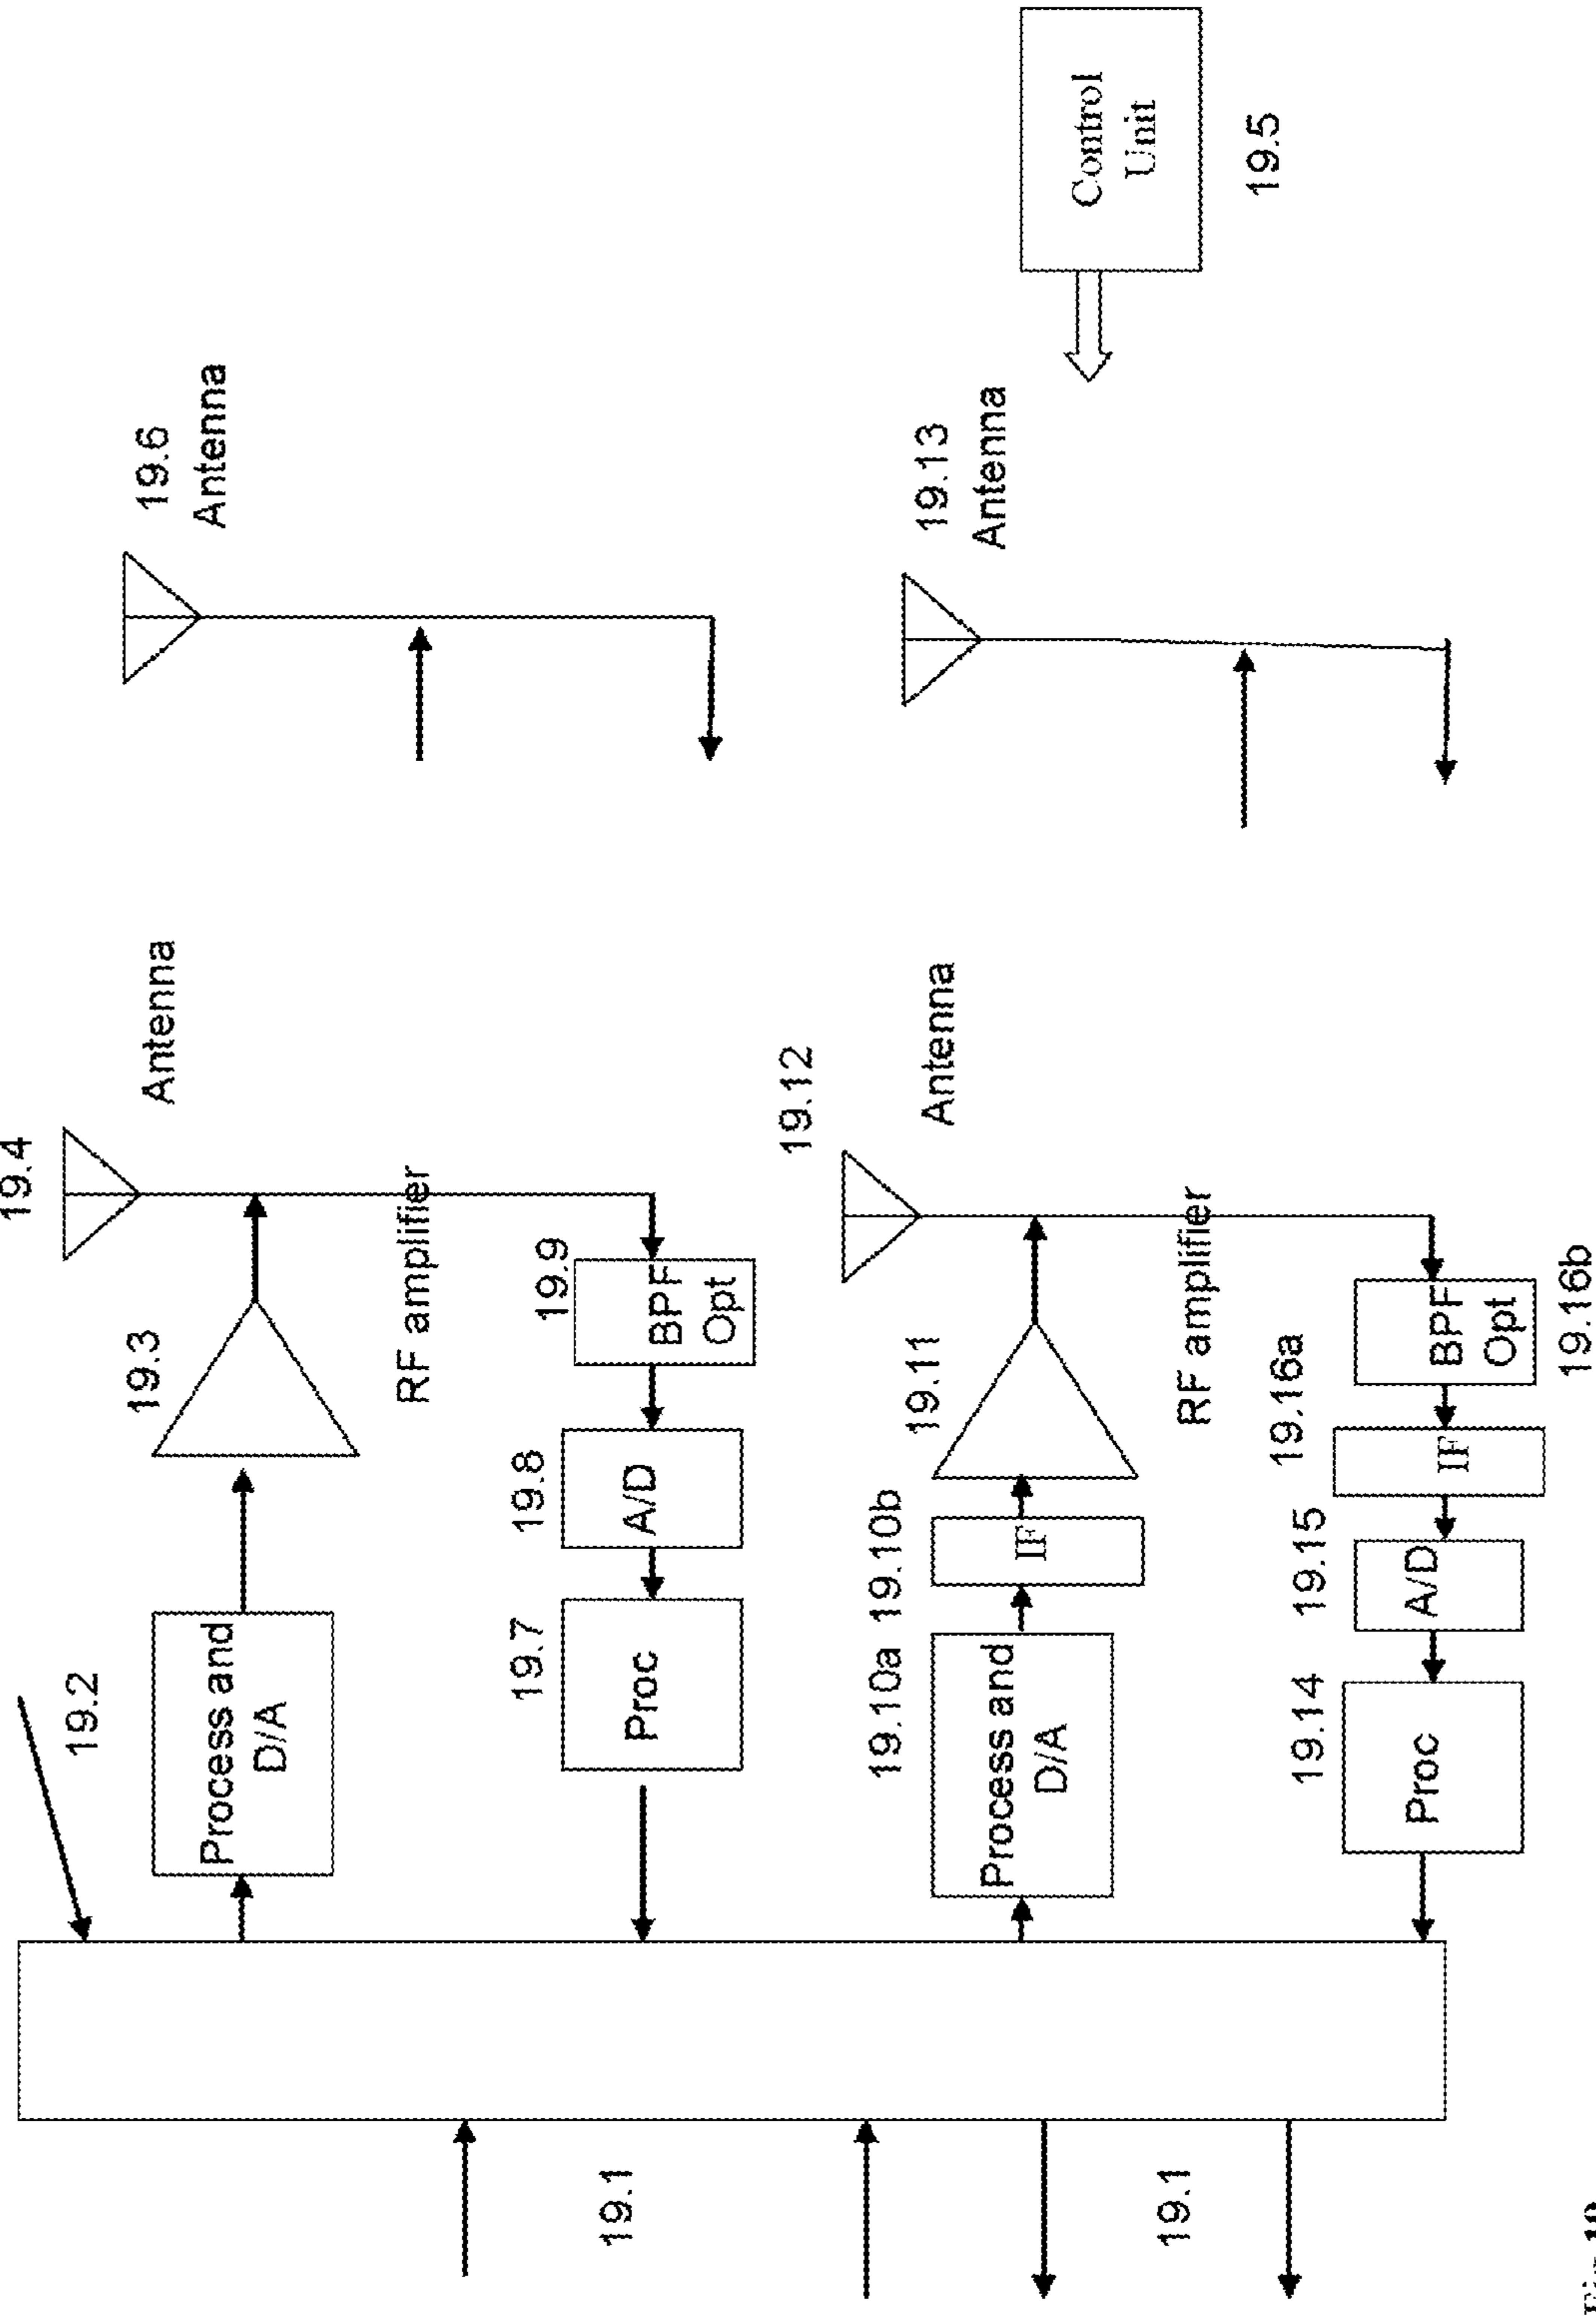 19.4
Antenna
19.6
Antenna
19.2
Process and
D/A
19.3
RF amplifier
19.7
Proc
19.8
A/D
19.9
BPF
Opt
19.1
19.12
Antenna
19.13
Antenna
19.10a
19.10b
Process and
D/A
IF
19.11
RF amplifier
Control
Unit
19.5
19.14
Proc
19.15
A/D
19.16a
IF
BPF
Opt
19.16b
19.1